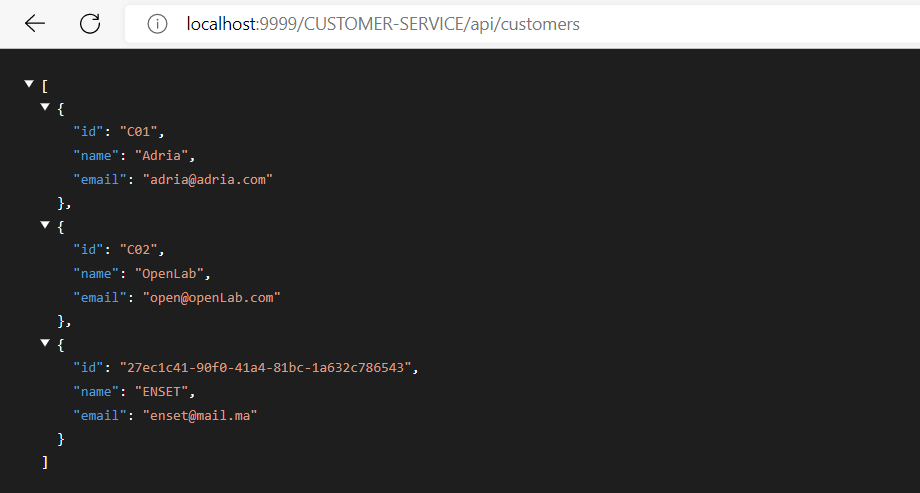 localhost:9999/CUSTOMER-SERVICE/api/customers
[
{
"id": "C01",
"name": "Adria",
"email": "adria@adria.com"
},
{
"id": "C02",
"name": "OpenLab",
"email": "open@openLab.com"
},
{
"id": "27ec1c41-90f0-41a4-81bc-1a632c786543",
"name": "ENSET",
"email": "enset@mail.ma"
}
]